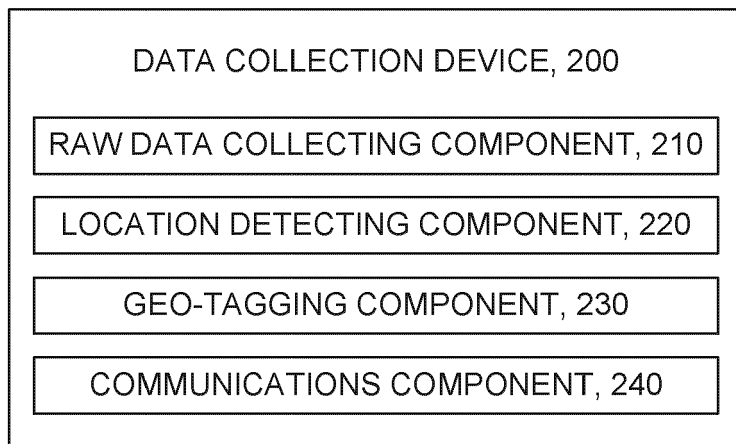 DATA COLLECTION DEVICE, 200
RAW DATA COLLECTING COMPONENT, 210
LOCATION DETECTING COMPONENT, 220
GEO-TAGGING COMPONENT, 230
COMMUNICATIONS COMPONENT, 240